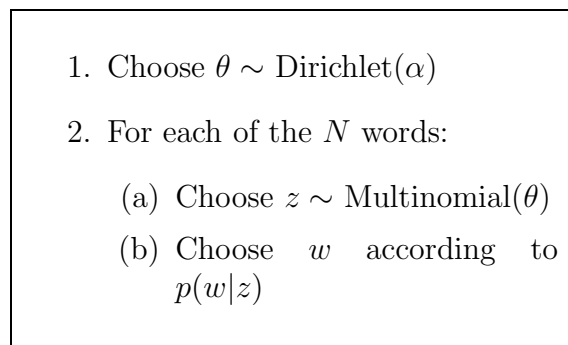 1. Choose θ ∼ Dirichlet(α)
2. For each of the N words:
(a) Choose z ∼ Multinomial(θ)
(b) Choose w according to
p(w|z)